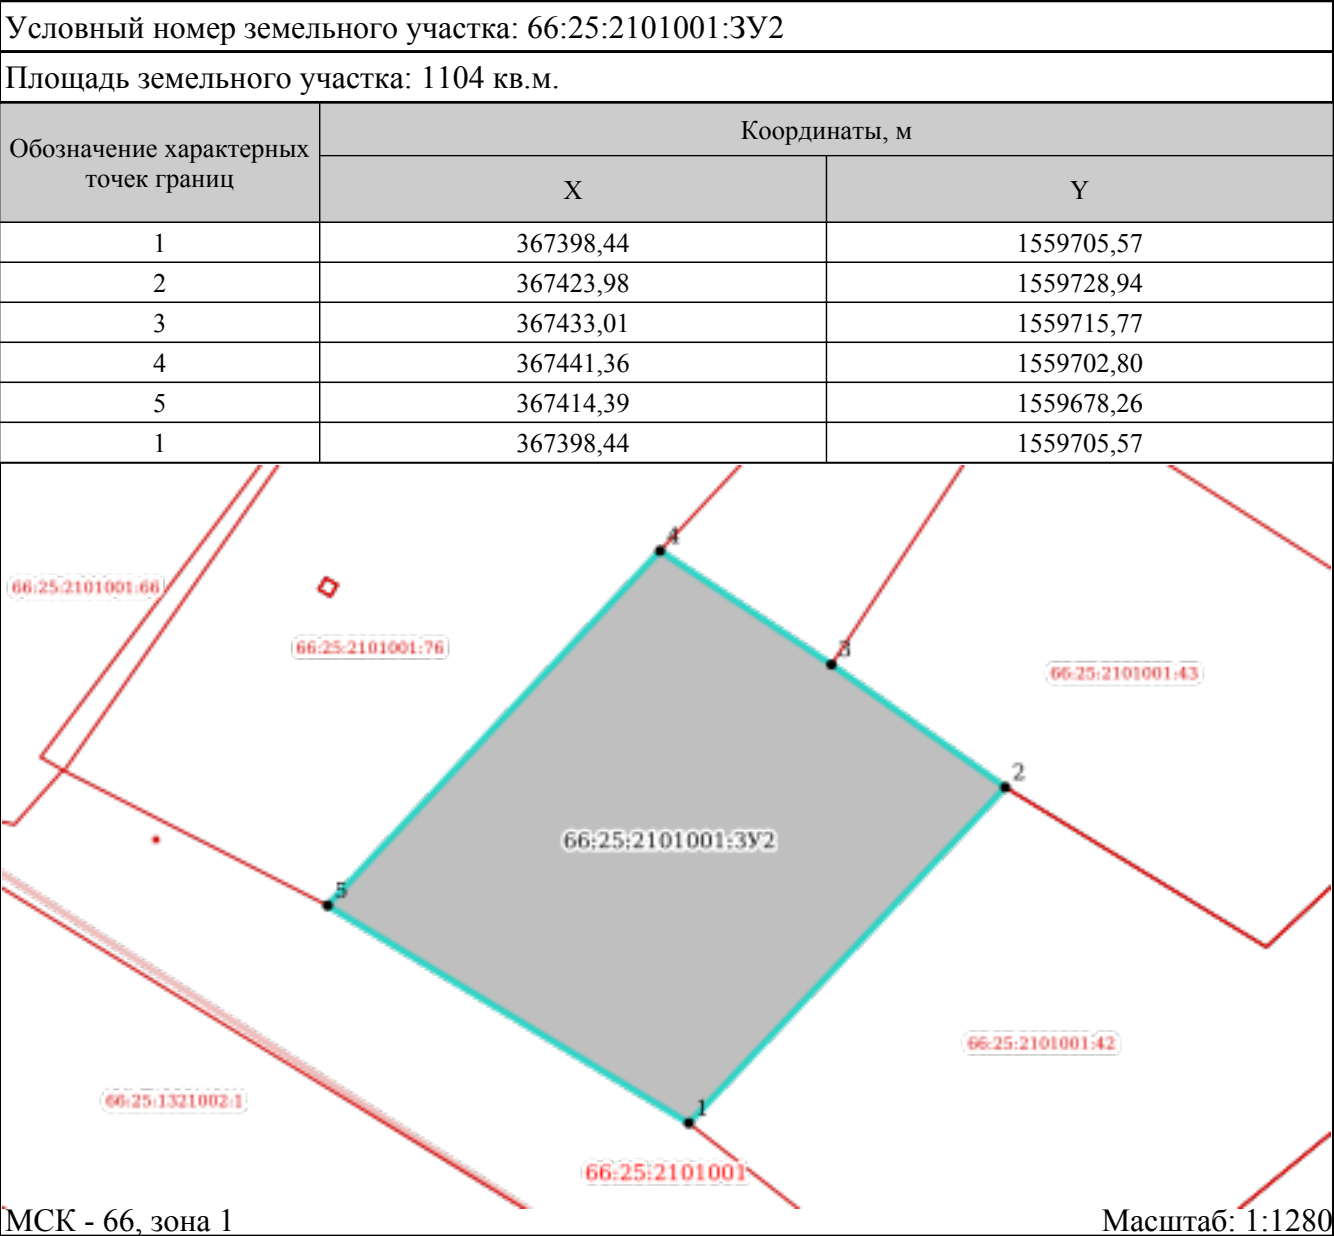 Условный номер земельного участка: 66:25:2101001:ЗУ2
Площадь земельного участка: 1104 кв.м.
Обозначение характерных
точек границ
Координаты, м
X
Y
1 367398,44 1559705,57
2 367423,98 1559728,94
3 367433,01 1559715,77
4 367441,36 1559702,80
5 367414,39 1559678,26
1 367398,44 1559705,57
4
66:25:2101001:66
66:25:2101001:76
3
66:25:2101001:43
2
66:25:2101001:ЗУ2
5
66:25:2101001:42
66:25:1321002:1
1
66:25:2101001
МСК - 66, зона 1
Масштаб: 1:1280